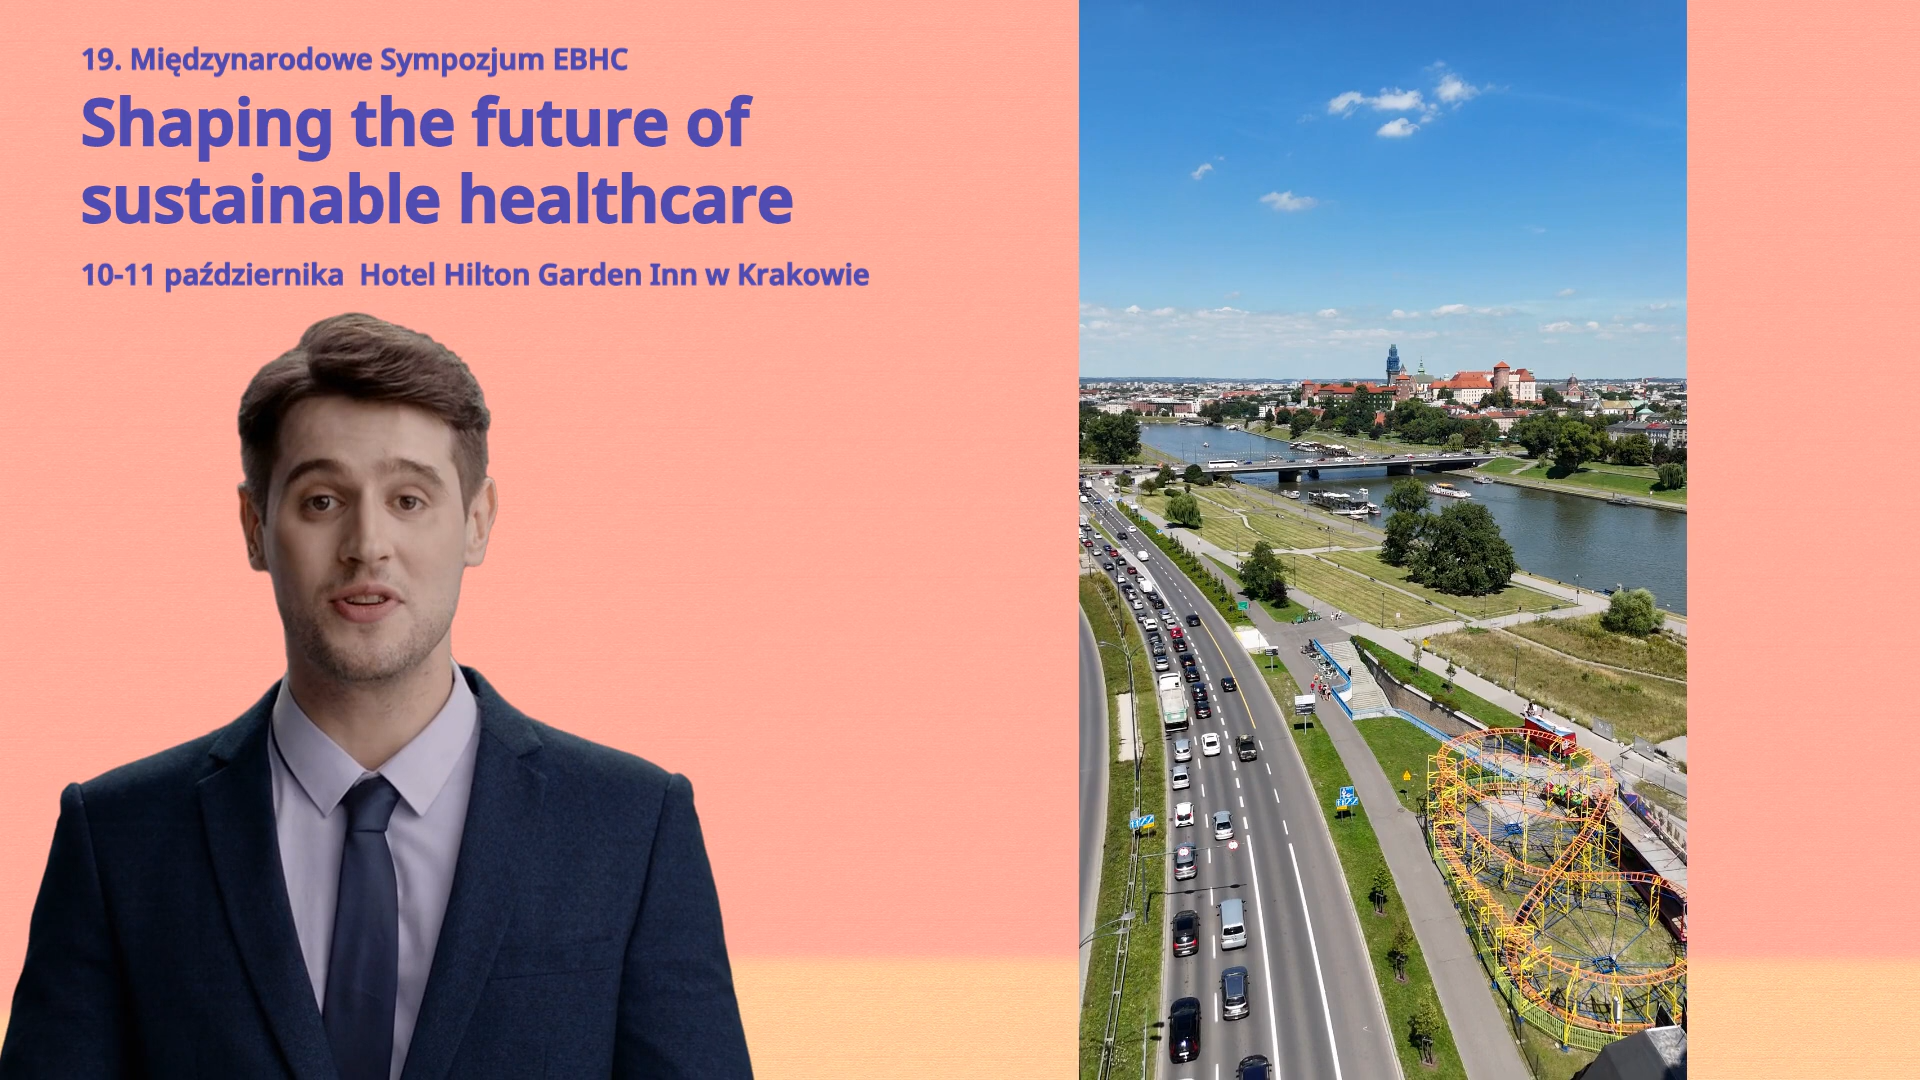 19. Międzynarodowe Sympozjum EBHC
Shaping the future of
sustainable healthcare
10-11 października  Hotel Hilton Garden Inn w Krakowie